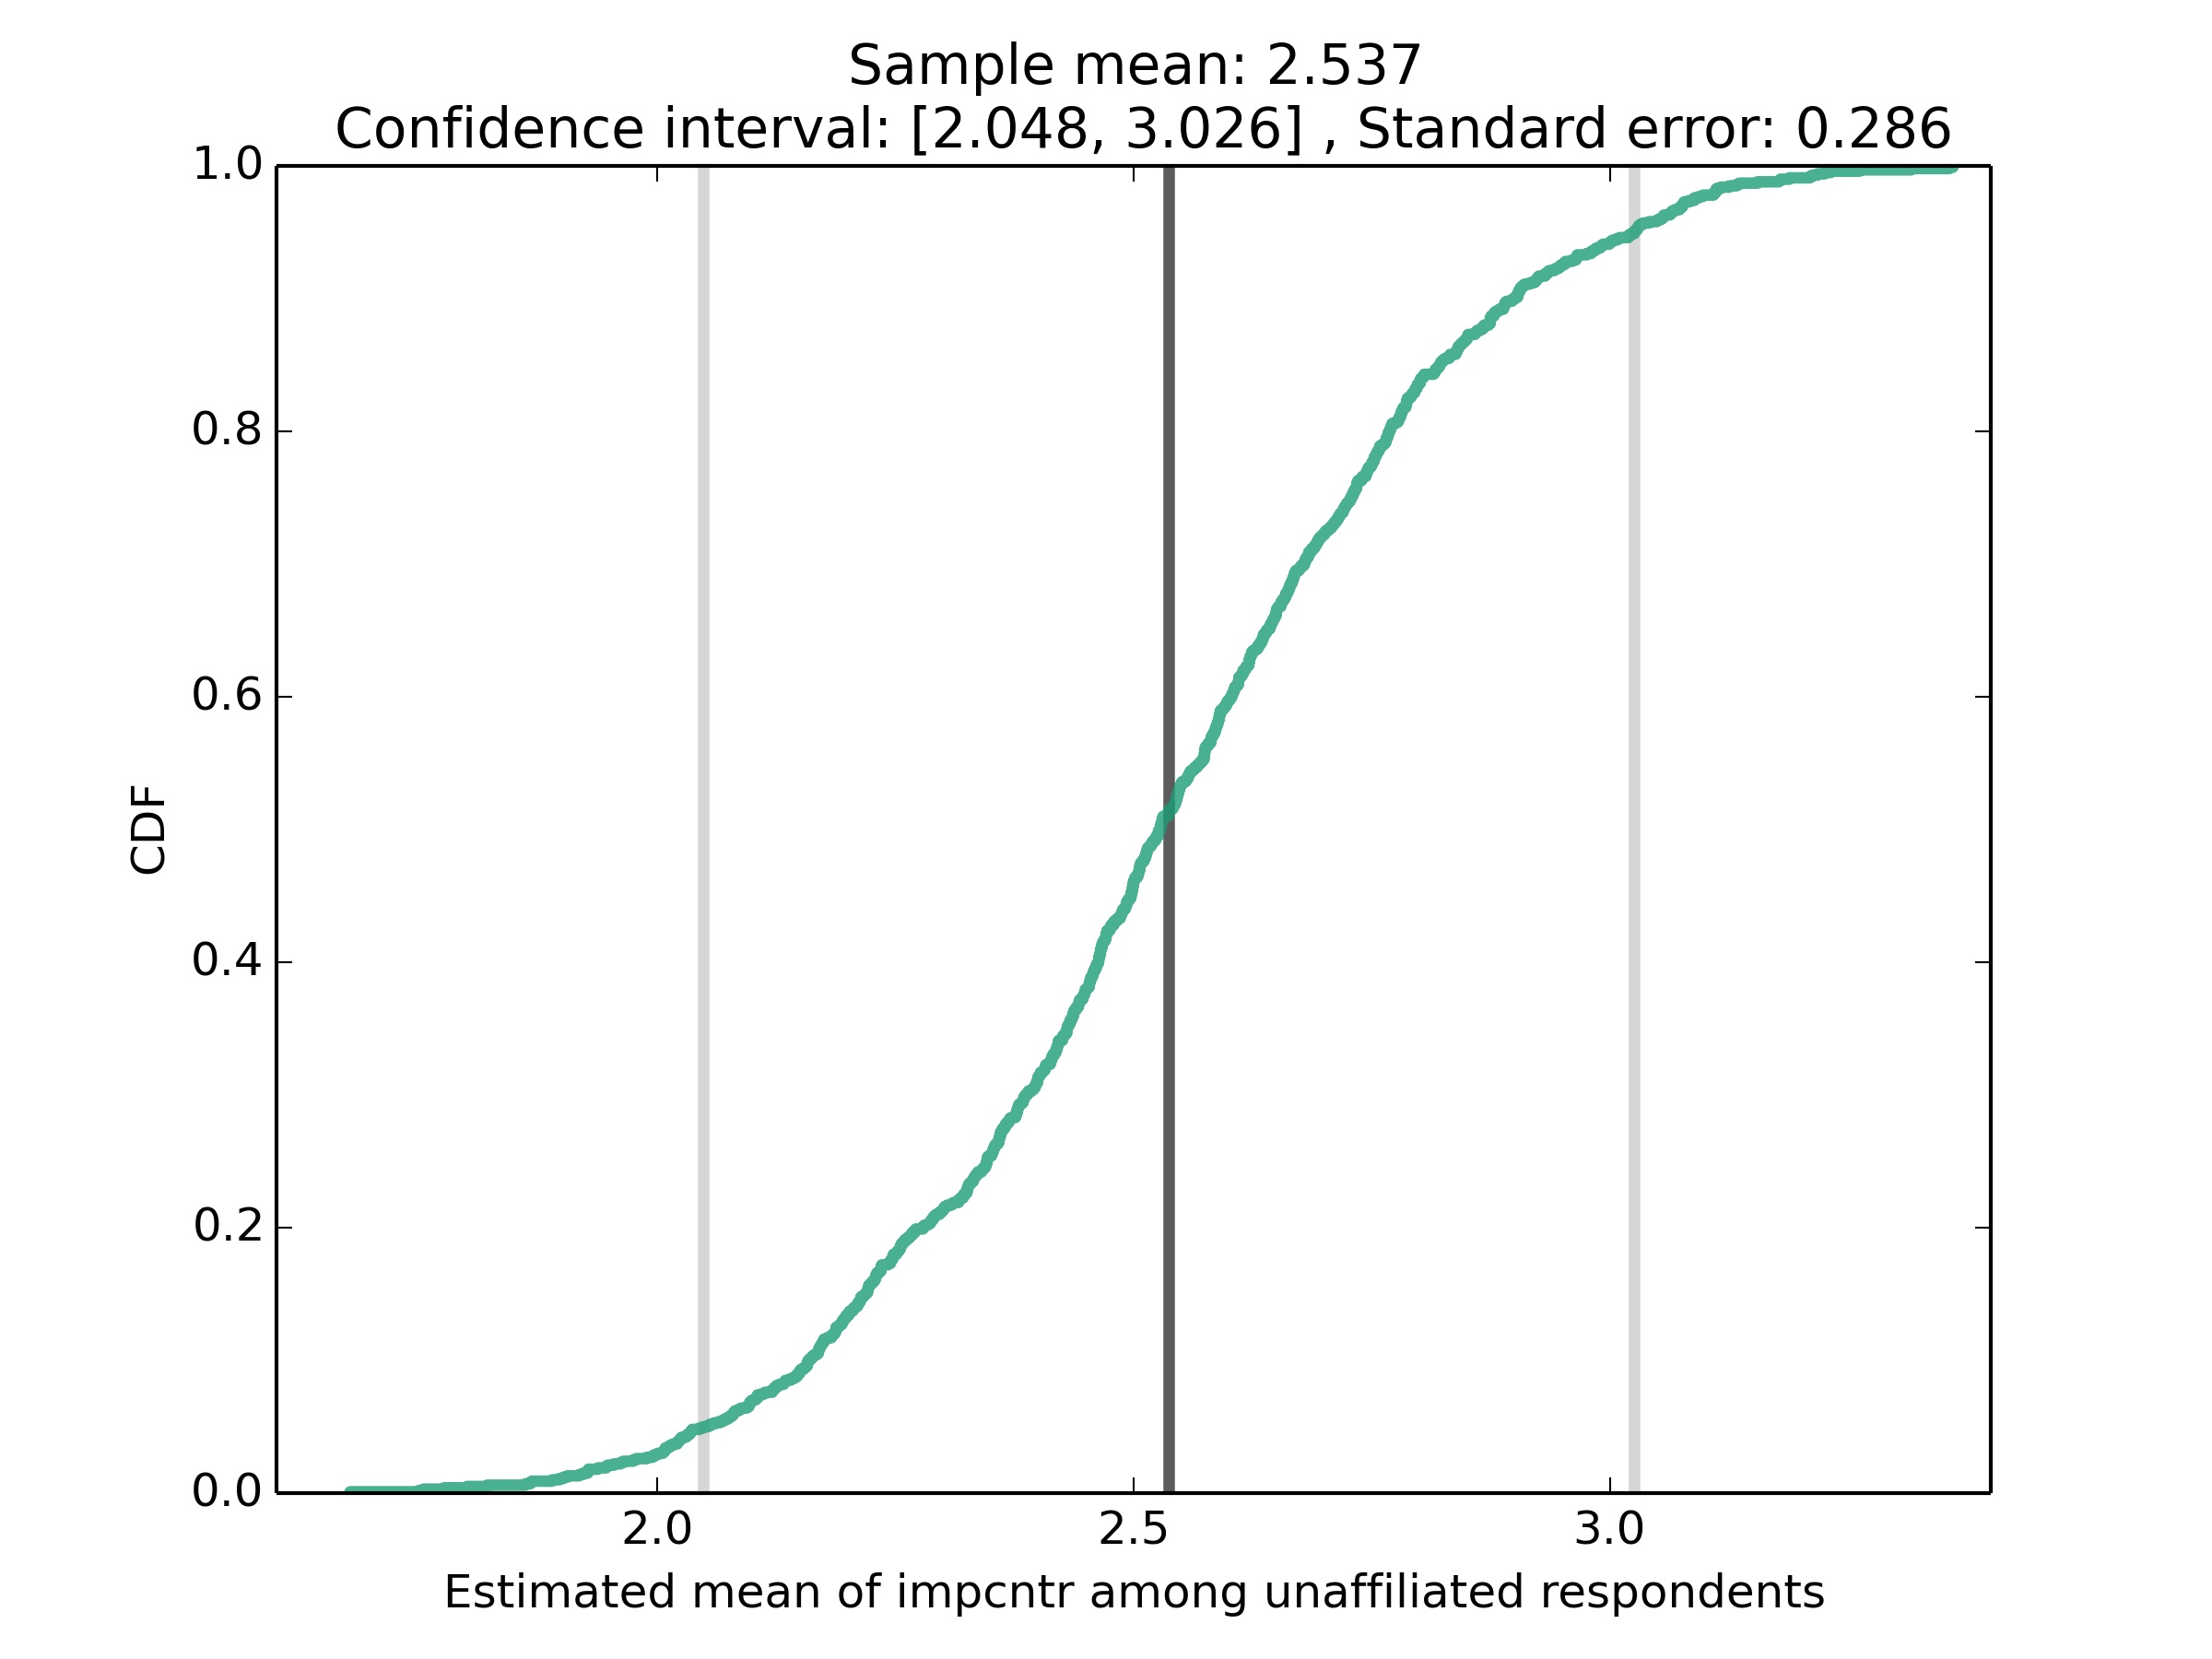 Sample mean: 2.537
Confidence interval: [2.048, 3.026] , Standard error: 0.286
1.0
0.8
0.6
0.4
0.2
0.0
CDF
2.0 2.5 3.0
Estimated mean of impcntr among unaffiliated respondents